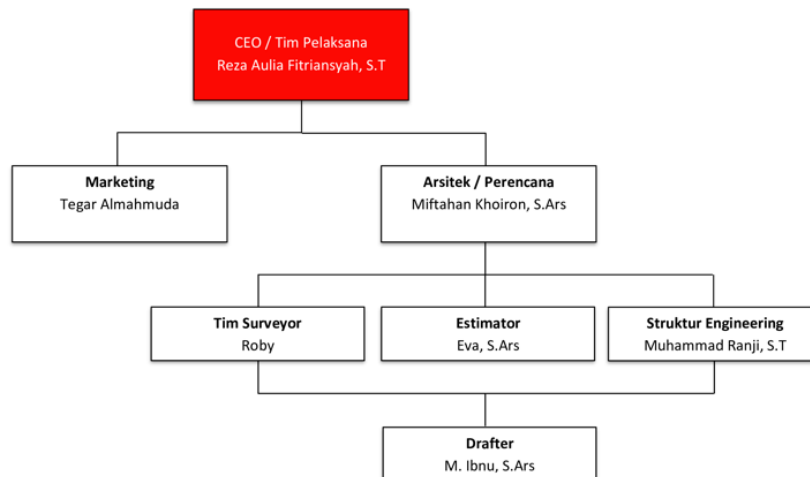 CEO / Tim Pelaksana
Reza Aulia Fitriansyah, S.T
Marketing
Tegar Almahmuda
Arsitek / Perencana
Miftahan Khoiron, S.Ars
Tim Surveyor
Roby
Estimator
Eva, S.Ars
Struktur Engineering
Muhammad Ranji, S.T
Drafter
M. Ibnu, S.Ars